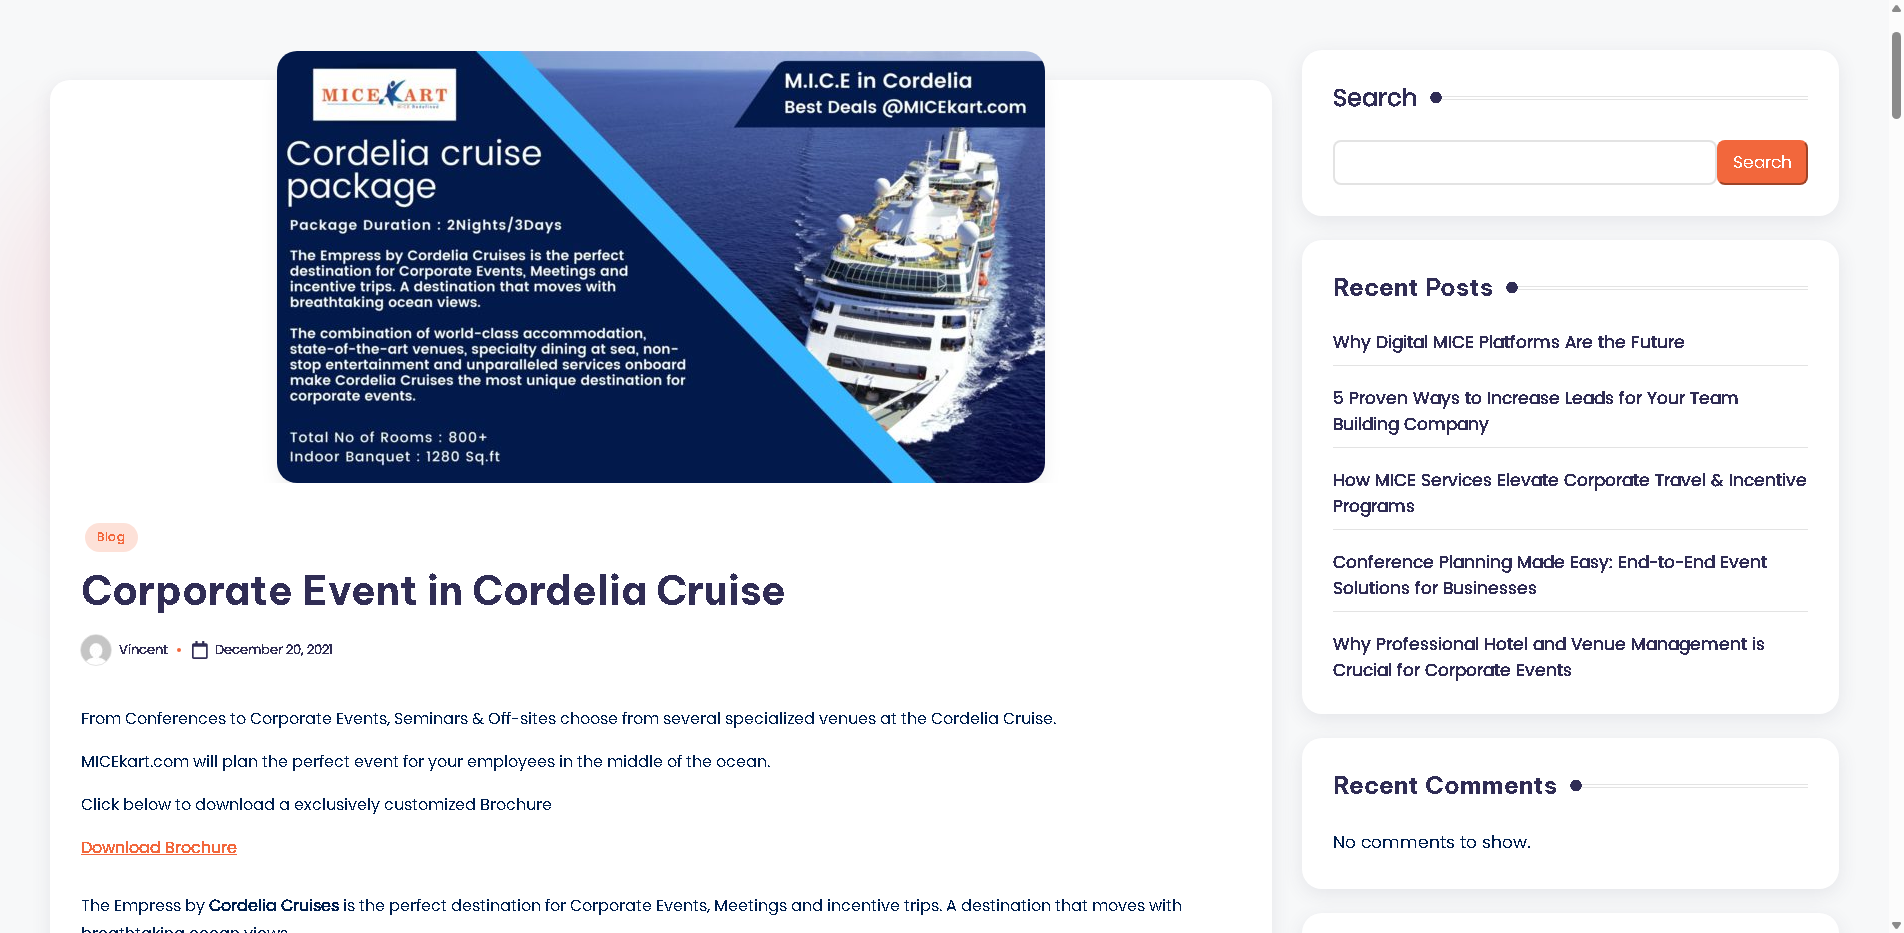 MICEKART
MICE Redefined
M.I.C.E in Cordelia
Best Deals @MICEkart.com
Cordelia cruise
package
Package Duration : 2Nights/3Days
The Empress by Cordelia Cruises is the perfect
destination for Corporate Events, Meetings and
incentive trips. A destination that moves with
breathtaking ocean views.
The combination of world-class accommodation,
state-of-the-art venues, specialty dining at sea, non-
stop entertainment and unparalleled services onboard
make Cordelia Cruises the most unique destination for
corporate events.
Total No of Rooms : 800+
Indoor Banquet : 1280 Sq.ft
Blog
Corporate Event in Cordelia Cruise
Vincent • December 20, 2021
From Conferences to Corporate Events, Seminars & Off-sites choose from several specialized venues at the Cordelia Cruise.
MICEkart.com will plan the perfect event for your employees in the middle of the ocean.
Click below to download a exclusively customized Brochure
Download Brochure
The Empress by Cordelia Cruises is the perfect destination for Corporate Events, Meetings and incentive trips. A destination that moves with
breathtaking ocean views.
Search
Search
Recent Posts
Why Digital MICE Platforms Are the Future
5 Proven Ways to Increase Leads for Your Team
Building Company
How MICE Services Elevate Corporate Travel & Incentive
Programs
Conference Planning Made Easy: End-to-End Event
Solutions for Businesses
Why Professional Hotel and Venue Management is
Crucial for Corporate Events
Recent Comments
No comments to show.